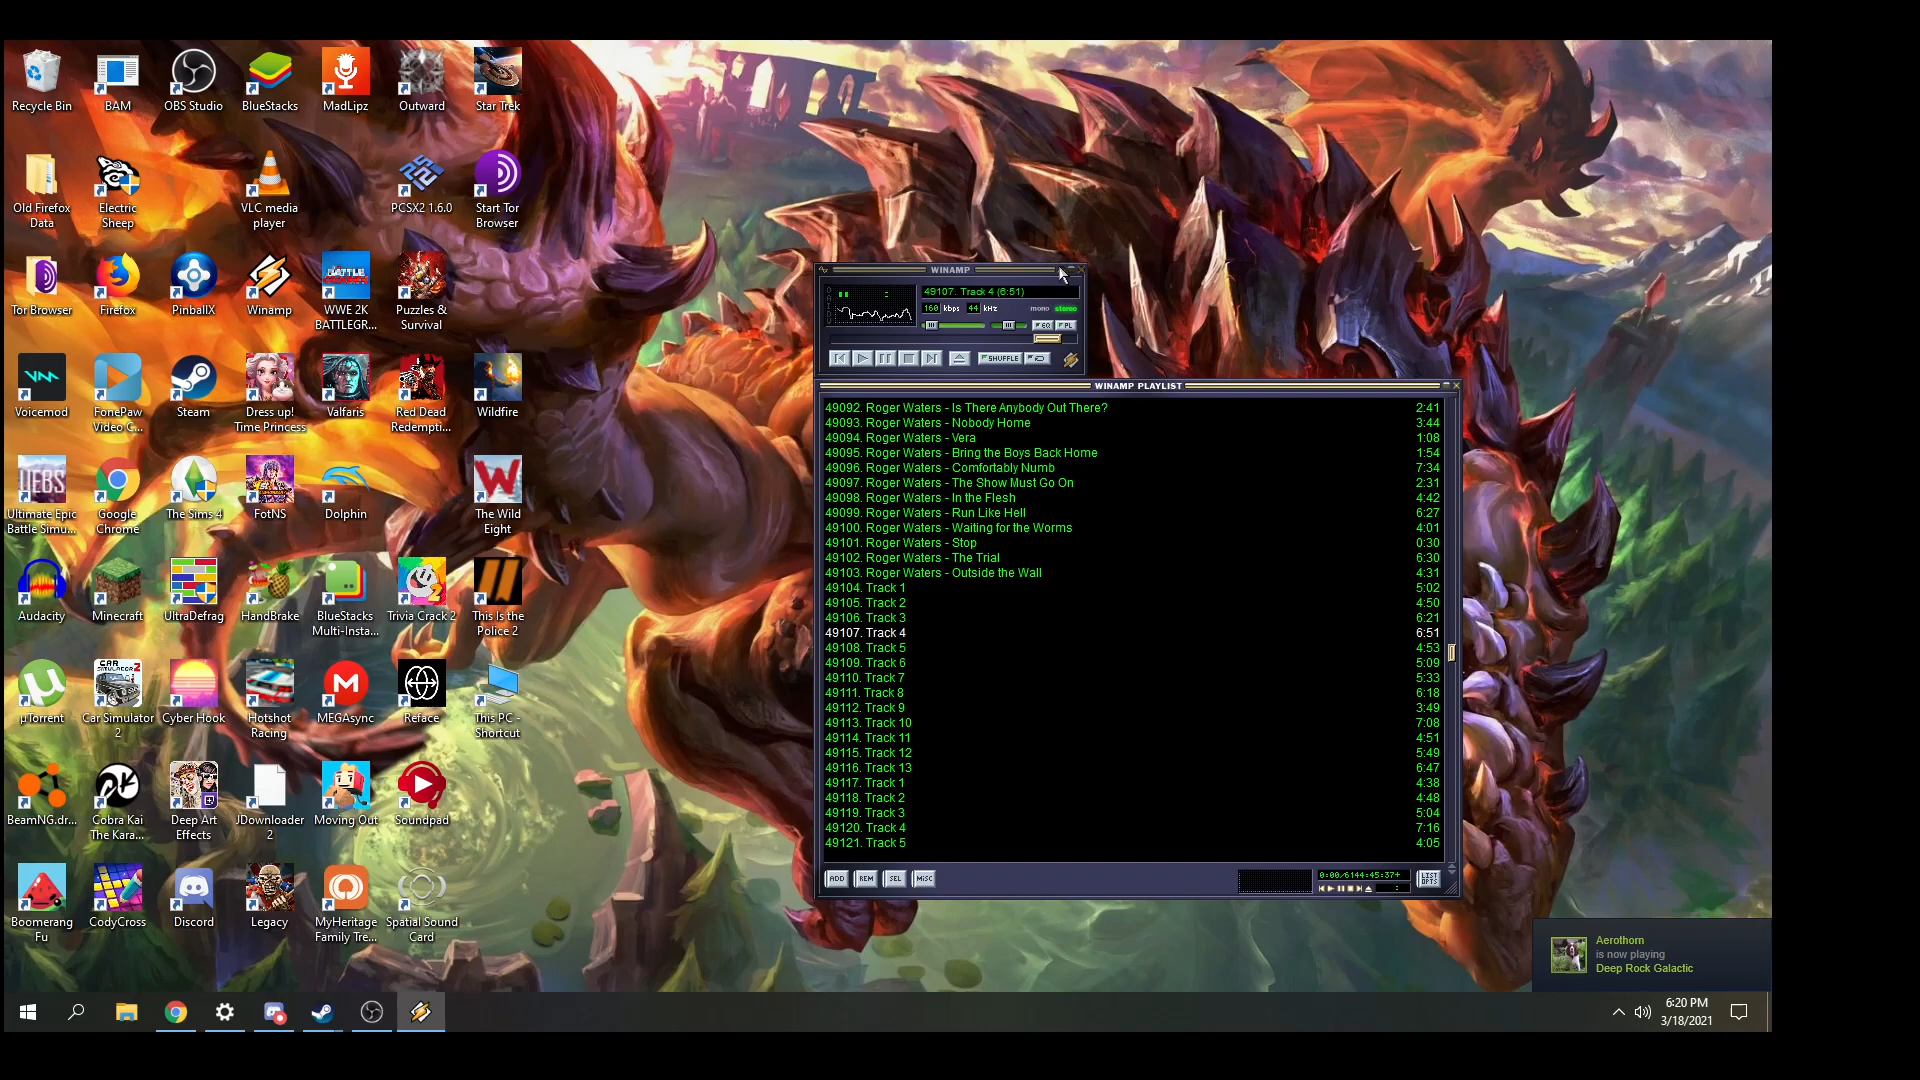 Recycle Bin
BAM
OBS Studio
BlueStacks
MadLipz
Outward
Star Trek
Old Firefox
Data
Electric
Sheep
VLC media
player
PCSX2 1.6.0
Start Tor
Browser
Tor Browser
Firefox
PinballX
Winamp
WWE 2K
BATTLEGR...
Puzzles &
Survival
Voicemod
FonePaw
Video C...
Steam
Dress up!
Time Princess
Valfaris
Red Dead
Redempti...
Wildfire
Ultimate Epic
Battle Simu...
Google
Chrome
The Sims 4
FotNS
Dolphin
The Wild
Eight
Audacity
Minecraft
UltraDefrag
HandBrake
BlueStacks
Multi-Insta...
Trivia Crack 2
This Is the
Police 2
µTorrent
Car Simulator
2
Cyber Hook
Hotshot
Racing
MEGAsync
Reface
This PC -
Shortcut
BeamNG.dr...
Cobra Kai
The Kara...
Deep Art
Effects
JDownloader
2
Moving Out
Soundpad
Boomerang
Fu
CodyCross
Discord
Legacy
MyHeritage
Family Tre...
Spatial Sound
Card
WINAMP
49107. Track 4 (6:51)
160 kbps 44 kHz mono stereo
EQ PL
SHUFFLE
WINAMP PLAYLIST
49092. Roger Waters - Is There Anybody Out There? 2:41
49093. Roger Waters - Nobody Home 3:44
49094. Roger Waters - Vera 1:08
49095. Roger Waters - Bring the Boys Back Home 1:54
49096. Roger Waters - Comfortably Numb 7:34
49097. Roger Waters - The Show Must Go On 2:31
49098. Roger Waters - In the Flesh 4:42
49099. Roger Waters - Run Like Hell 6:27
49100. Roger Waters - Waiting for the Worms 4:01
49101. Roger Waters - Stop 0:30
49102. Roger Waters - The Trial 6:30
49103. Roger Waters - Outside the Wall 4:31
49104. Track 1 5:02
49105. Track 2 4:50
49106. Track 3 6:21
49107. Track 4 6:51
49108. Track 5 4:53
49109. Track 6 5:09
49110. Track 7 5:33
49111. Track 8 6:18
49112. Track 9 3:49
49113. Track 10 7:08
49114. Track 11 4:51
49115. Track 12 5:49
49116. Track 13 6:47
49117. Track 1 4:38
49118. Track 2 4:48
49119. Track 3 5:04
49120. Track 4 7:16
49121. Track 5 4:05
ADD REM SEL MISC
0:00/6144:45:37+
LIST
OPTS
Aerothorn
is now playing
Deep Rock Galactic
6:20 PM
3/18/2021